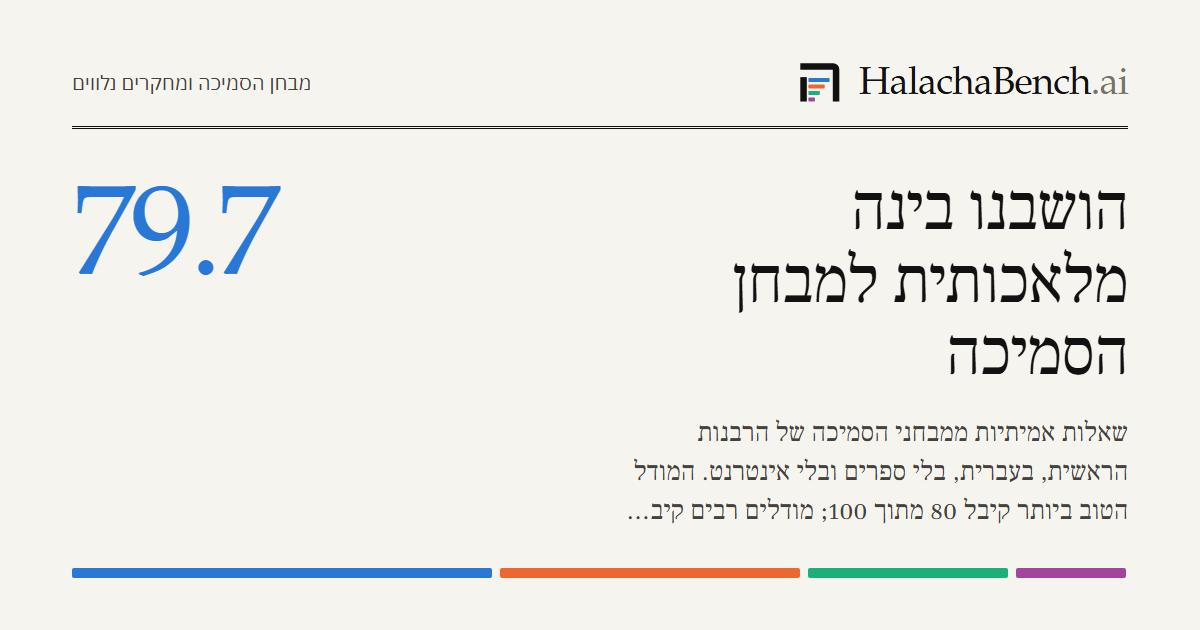 HalachaBench.ai
מבחן הסמיכה ומחקרים נלווים
הושבנו בינה
מלאכותית למבחן
הסמיכה
79.7
שאלות אמיתיות ממבחני הסמיכה של הרבנות
הראשית, בעברית, בלי ספרים ובלי אינטרנט. המודל
הטוב ביותר קיבל 80 מתוך 100; מודלים רבים קיב...